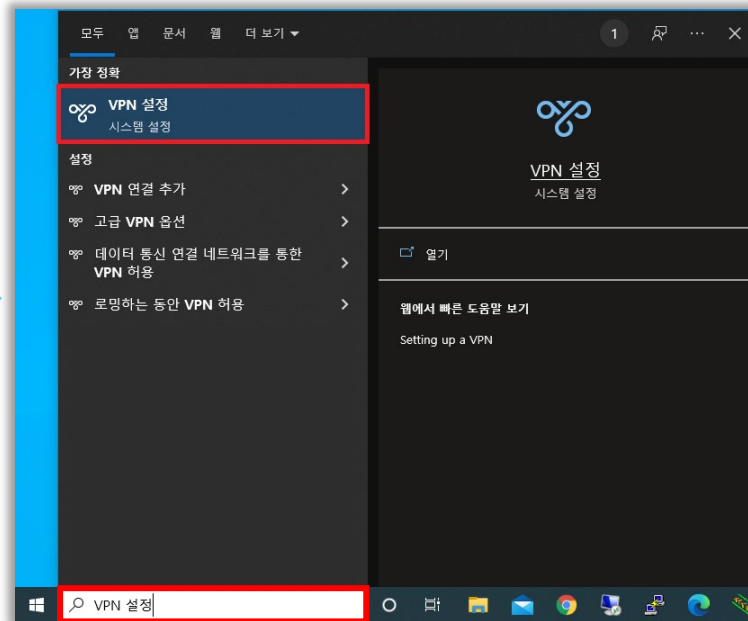 모두 앱 문서 웹 더 보기 1 ···
가장 정확
VPN 설정
시스템 설정
설정
VPN 연결 추가
고급 VPN 옵션
데이터 통신 연결 네트워크를 통한
VPN 허용
로밍하는 동안 VPN 허용
VPN 설정
시스템 설정
열기
웹에서 빠른 도움말 보기
Setting up a VPN
VPN 설정